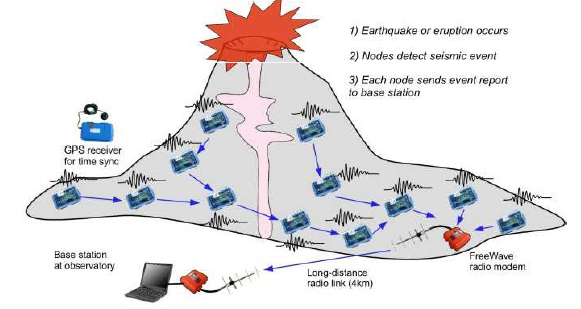 1) Earthquake or eruption occurs
2) Nodes detect seismic event
3) Each node sends event report
to base station
GPS receiver
for time sync
Base station
at observatory
Long-distance
radio link (4km)
FreeWave
radio modem